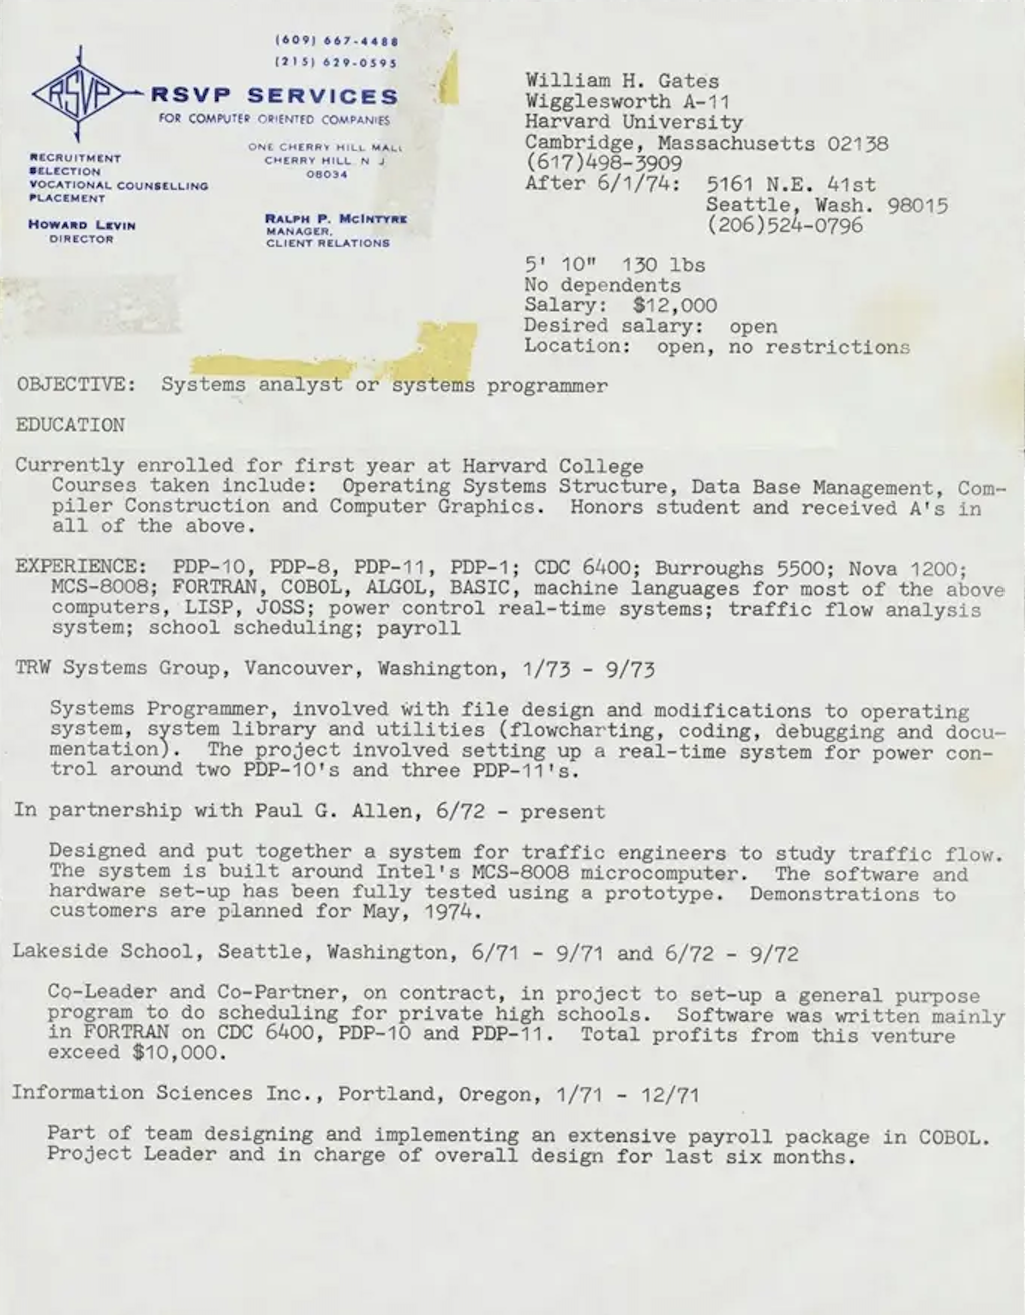 (609) 667-4488
(215) 629-0595
RSVP
RSVP SERVICES
FOR COMPUTER ORIENTED COMPANIES
ONE CHERRY HILL MALL
CHERRY HILL N J
08034
RECRUITMENT
SELECTION
VOCATIONAL COUNSELLING
PLACEMENT
HOWARD LEVIN
DIRECTOR
RALPH P. MCINTYRE
MANAGER,
CLIENT RELATIONS
William H. Gates
Wigglesworth A-11
Harvard University
Cambridge, Massachusetts 02138
(617)498-3909
After 6/1/74: 5161 N.E. 41st
Seattle, Wash. 98015
(206)524-0796
5' 10" 130 lbs
No dependents
Salary: $12,000
Desired salary: open
Location: open, no restrictions
OBJECTIVE: Systems analyst or systems programmer
EDUCATION
Currently enrolled for first year at Harvard College
Courses taken include: Operating Systems Structure, Data Base Management, Com-
piler Construction and Computer Graphics. Honors student and received A's in
all of the above.
EXPERIENCE: PDP-10, PDP-8, PDP-11, PDP-1; CDC 6400; Burroughs 5500; Nova 1200;
MCS-8008; FORTRAN, COBOL, ALGOL, BASIC, machine languages for most of the above
computers, LISP, JOSS; power control real-time systems; traffic flow analysis
system; school scheduling; payroll
TRW Systems Group, Vancouver, Washington, 1/73 - 9/73
Systems Programmer, involved with file design and modifications to operating
system, system library and utilities (flowcharting, coding, debugging and docu-
mentation). The project involved setting up a real-time system for power con-
trol around two PDP-10's and three PDP-11's.
In partnership with Paul G. Allen, 6/72 - present
Designed and put together a system for traffic engineers to study traffic flow.
The system is built around Intel's MCS-8008 microcomputer. The software and
hardware set-up has been fully tested using a prototype. Demonstrations to
customers are planned for May, 1974.
Lakeside School, Seattle, Washington, 6/71 - 9/71 and 6/72 - 9/72
Co-Leader and Co-Partner, on contract, in project to set-up a general purpose
program to do scheduling for private high schools. Software was written mainly
in FORTRAN on CDC 6400, PDP-10 and PDP-11. Total profits from this venture
exceed $10,000.
Information Sciences Inc., Portland, Oregon, 1/71 - 12/71
Part of team designing and implementing an extensive payroll package in COBOL.
Project Leader and in charge of overall design for last six months.